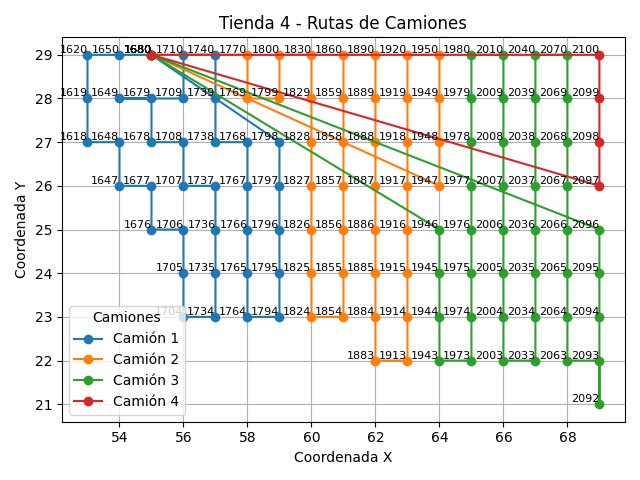 Tienda 4 - Rutas de Camiones
Coordenada Y
29 1620 1650 1680 1710 1740 1770 1800 1830 1860 1890 1920 1950 1980 2010 2040 2070 2100
28 1619 1649 1679 1709 1739 1769 1799 1829 1859 1889 1919 1949 1979 2009 2039 2069 2099
27 1618 1648 1678 1708 1738 1768 1798 1828 1858 1888 1918 1948 1978 2008 2038 2068 2098
26 1647 1677 1707 1737 1767 1797 1827 1857 1887 1917 1947 1977 2007 2037 2067 2097
25 1676 1706 1736 1766 1796 1826 1856 1886 1916 1946 1976 2006 2036 2066 2096
24 1705 1735 1765 1795 1825 1855 1885 1915 1945 1975 2005 2035 2065 2095
23 1704 1734 1764 1794 1824 1854 1884 1914 1944 1974 2004 2034 2064 2094
22 1883 1913 1943 1973 2003 2033 2063 2093
21 2092
Camiones
Camión 1
Camión 2
Camión 3
Camión 4
54 56 58 60 62 64 66 68
Coordenada X